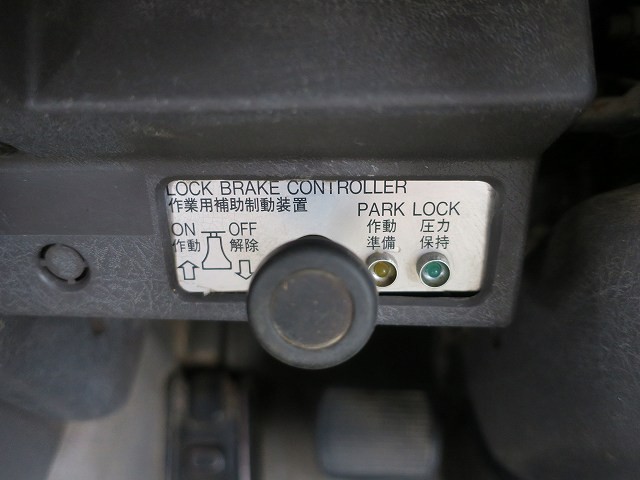 LOCK BRAKE CONTROLLER
作業用補助制動装置
ON OFF
作動 解除
PARK LOCK
作動 圧力
準備 保持